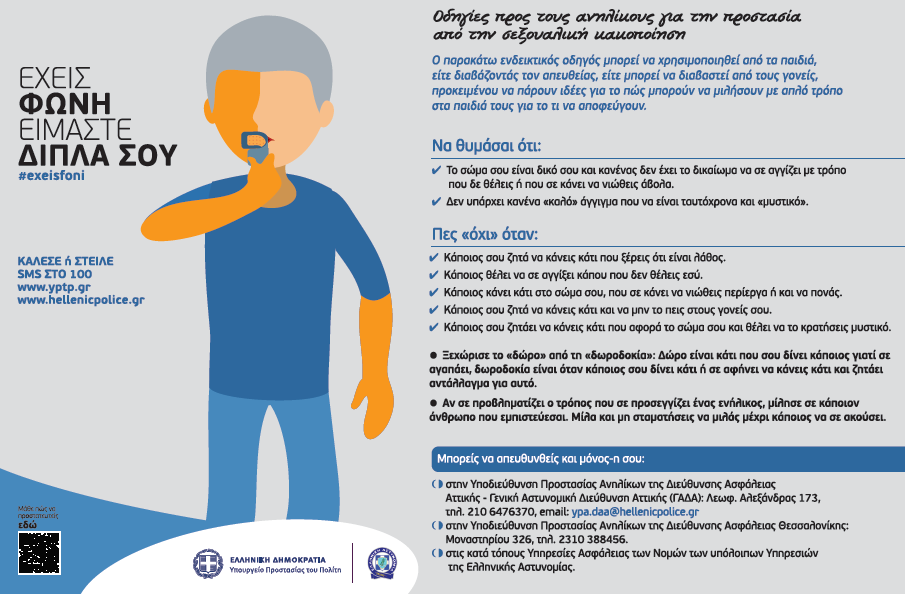 ΕΧΕΙΣ
ΦΩΝΗ
ΕΙΜΑΣΤΕ
ΔΙΠΛΑ ΣΟΥ
#exeisfoni
ΚΑΛΕΣΕ ή ΣΤΕΙΛΕ
SMS ΣΤΟ 100
www.yptp.gr
www.hellenicpolice.gr
Μάθε πώς να
προστατευτείς
εδώ
ΕΛΛΗΝΙΚΗ ΔΗΜΟΚΡΑΤΙΑ
Υπουργείο Προστασίας του Πολίτη
Οδηγίες προς τους ανηλίκους για την προστασία
από την σεξουαλική κακοποίηση
Ο παρακάτω ενδεικτικός οδηγός μπορεί να χρησιμοποιηθεί από τα παιδιά,
είτε διαβάζοντάς τον απευθείας, είτε μπορεί να διαβαστεί από τους γονείς,
προκειμένου να πάρουν ιδέες για το πώς μπορούν να μιλήσουν με απλό τρόπο
στα παιδιά τους για το τι να αποφεύγουν.
Να θυμάσαι ότι:
✔ Το σώμα σου είναι δικό σου και κανένας δεν έχει το δικαίωμα να σε αγγίζει με τρόπο
που δε θέλεις ή που σε κάνει να νιώθεις άβολα.
✔ Δεν υπάρχει κανένα «καλό» άγγιγμα που να είναι ταυτόχρονα και «μυστικό».
Πες «όχι» όταν:
✔ Κάποιος σου ζητά να κάνεις κάτι που ξέρεις ότι είναι λάθος.
✔ Κάποιος θέλει να σε αγγίξει κάπου που δεν θέλεις εσύ.
✔ Κάποιος κάνει κάτι στο σώμα σου, που σε κάνει να νιώθεις περίεργα ή και να πονάς.
✔ Κάποιος σου ζητά να κάνεις κάτι και να μην το πεις στους γονείς σου.
✔ Κάποιος σου ζητάει να κάνεις κάτι που αφορά το σώμα σου και θέλει να το κρατήσεις μυστικό.
● Ξεχώρισε το «δώρο» από τη «δωροδοκία»: Δώρο είναι κάτι που σου δίνει κάποιος γιατί σε
αγαπάει, δωροδοκία είναι όταν κάποιος σου δίνει κάτι ή σε αφήνει να κάνεις κάτι και ζητάει
αντάλλαγμα για αυτό.
● Αν σε προβληματίζει ο τρόπος που σε προσεγγίζει ένας ενήλικος, μίλησε σε κάποιον
άνθρωπο που εμπιστεύεσαι. Μίλα και μη σταματήσεις να μιλάς μέχρι κάποιος να σε ακούσει.
Μπορείς να απευθυνθείς και μόνος-η σου:
στην Υποδιεύθυνση Προστασίας Ανηλίκων της Διεύθυνσης Ασφάλειας
Αττικής - Γενική Αστυνομική Διεύθυνση Αττικής (ΓΑΔΑ): Λεωφ. Αλεξάνδρας 173,
τηλ. 210 6476370, email: ypa.daa@hellenicpolice.gr
στην Υποδιεύθυνση Προστασίας Ανηλίκων της Διεύθυνσης Ασφάλειας Θεσσαλονίκης:
Μοναστηρίου 326, τηλ. 2310 388456.
στις κατά τόπους Υπηρεσίες Ασφάλειας των Νομών των υπόλοιπων Υπηρεσιών
της Ελληνικής Αστυνομίας.